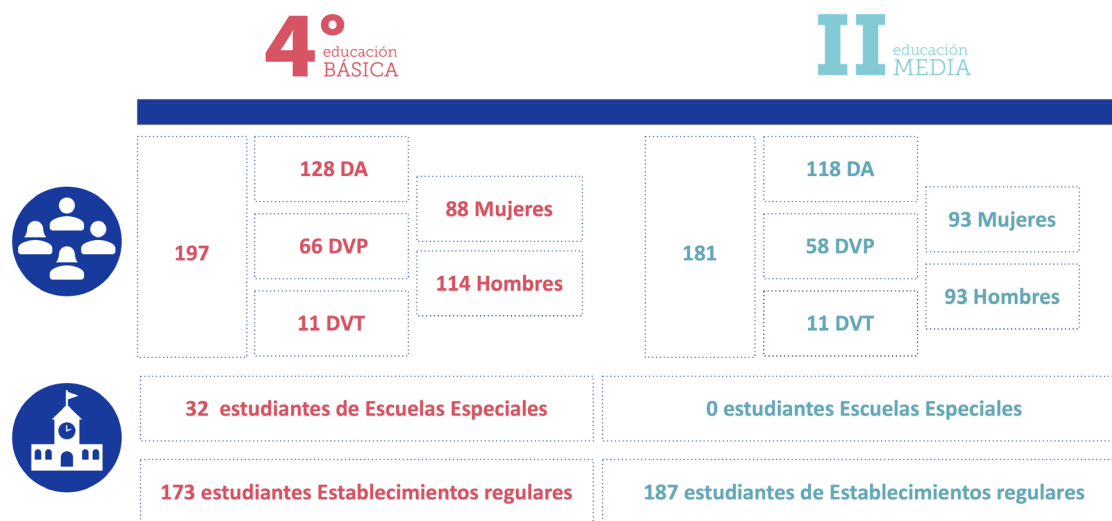 4° educación
BÁSICA
II educación
MEDIA
197
128 DA
66 DVP
11 DVT
88 Mujeres
114 Hombres
181
118 DA
58 DVP
11 DVT
93 Mujeres
93 Hombres
32 estudiantes de Escuelas Especiales
0 estudiantes Escuelas Especiales
173 estudiantes Establecimientos regulares
187 estudiantes de Establecimientos regulares